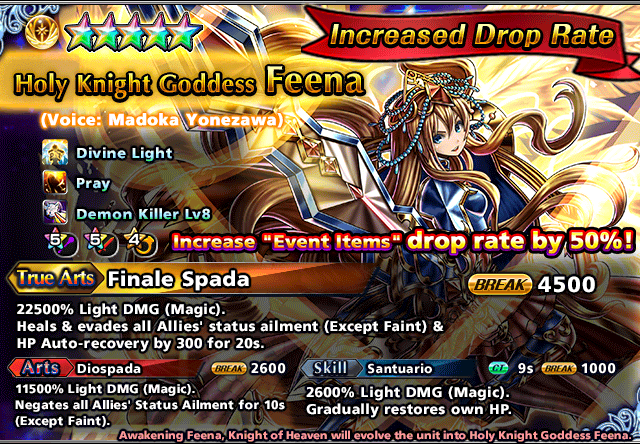 Increased Drop Rate
Holy Knight Goddess Feena
(Voice: Madoka Yonezawa)
Divine Light
Pray
Demon Killer Lv8
5 5 4
Increase "Event Items" drop rate by 50%!
True Arts Finale Spada BREAK 4500
22500% Light DMG (Magic).
Heals & evades all Allies' status ailment (Except Faint) &
HP Auto-recovery by 300 for 20s.
Arts Diospada BREAK 2600
11500% Light DMG (Magic).
Negates all Allies' Status Ailment for 10s
(Except Faint).
Skill Santuario CT 9s BREAK 1000
2600% Light DMG (Magic).
Gradually restores own HP.
Awakening Feena, Knight of Heaven will evolve the unit into Holy Knight Goddess Feena